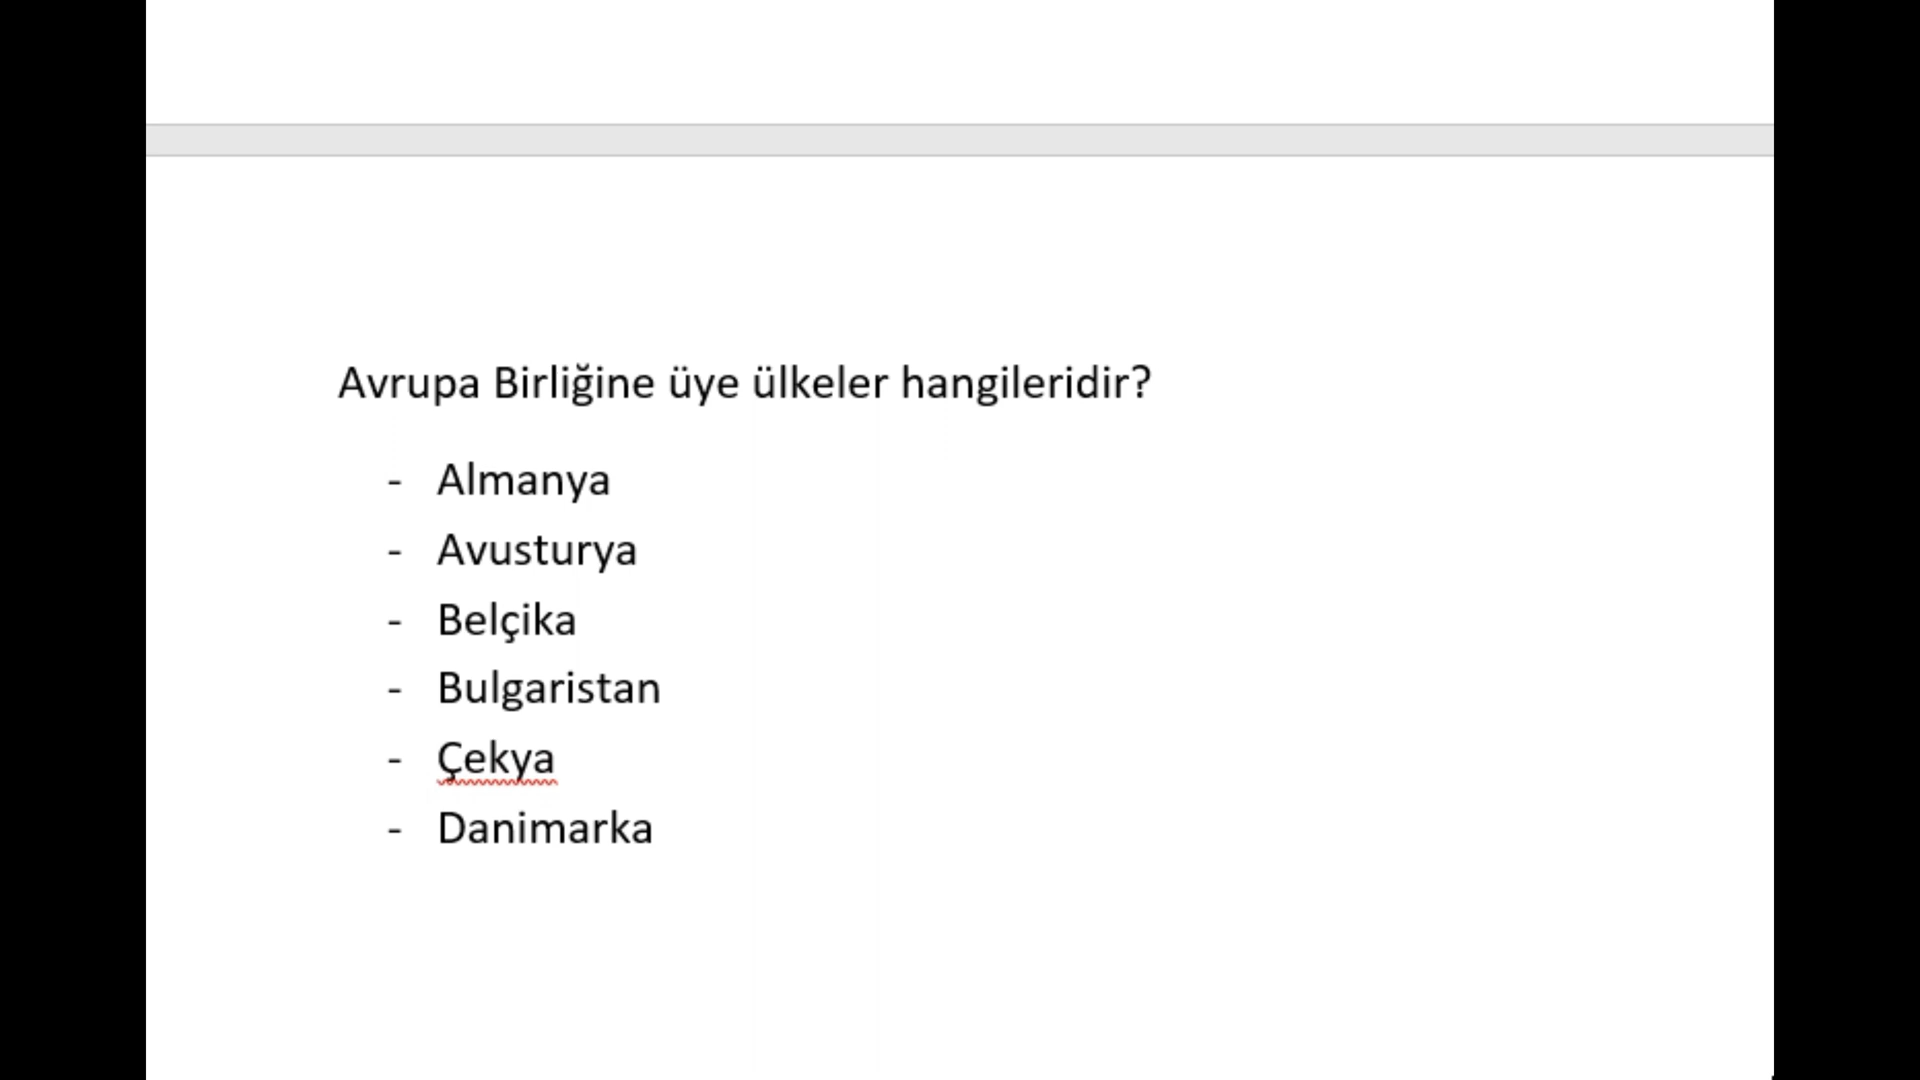 Avrupa Birliğine üye ülkeler hangileridir?
- Almanya
- Avusturya
- Belçika
- Bulgaristan
- Çekya
- Danimarka